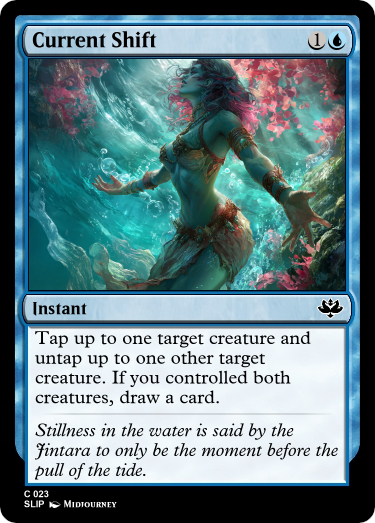 Current Shift 1
Instant
Tap up to one target creature and
untap up to one other target
creature. If you controlled both
creatures, draw a card.
Stillness in the water is said by the
Jintara to only be the moment before the
pull of the tide.
C 023
SLIP Midjourney